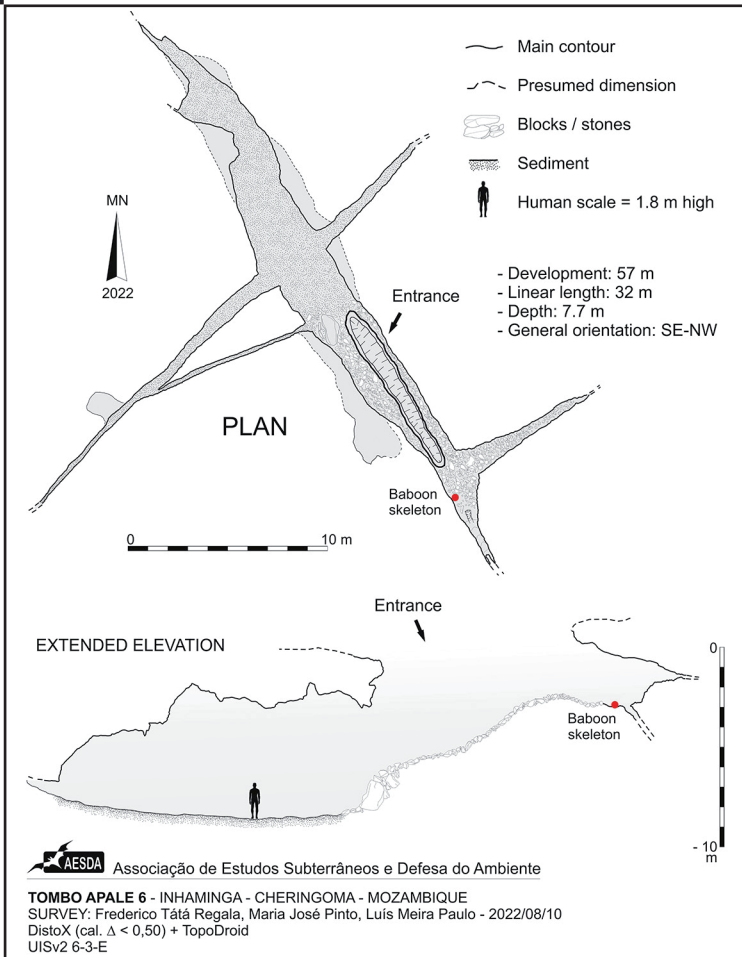 Main contour
Presumed dimension
Blocks / stones
Sediment
Human scale = 1.8 m high
MN
2022
- Development: 57 m
- Linear length: 32 m
- Depth: 7.7 m
- General orientation: SE-NW
Entrance
PLAN
Baboon
skeleton
0 10 m
Entrance
EXTENDED ELEVATION
0
Baboon
skeleton
- 10
m
AESDA
Associação de Estudos Subterrâneos e Defesa do Ambiente
TOMBO APALE 6 - INHAMINGA - CHERINGOMA - MOZAMBIQUE
SURVEY: Frederico Tátá Regala, Maria José Pinto, Luís Meira Paulo - 2022/08/10
DistoX (cal. Δ < 0,50) + TopoDroid
UISv2 6-3-E